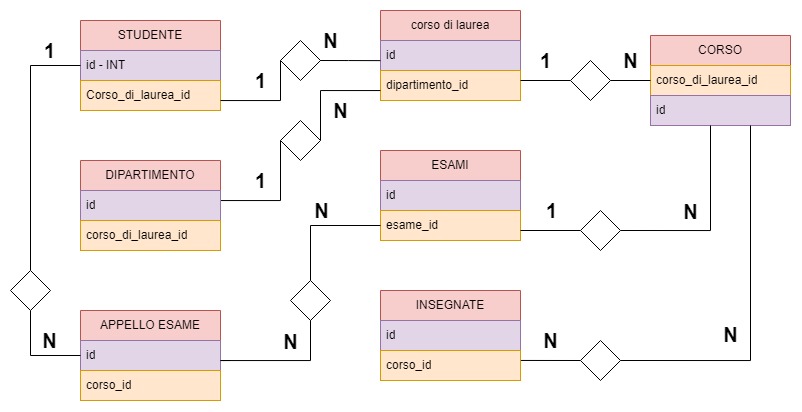 STUDENTE
id - INT
Corso_di_laurea_id
corso di laurea
id
dipartimento_id
CORSO
corso_di_laurea_id
id
1
1
N
N
1
N
DIPARTIMENTO
id
corso_di_laurea_id
1
ESAMI
id
esame_id
N
1
N
APPELLO ESAME
id
corso_id
N
N
INSEGNATE
id
corso_id
N
N